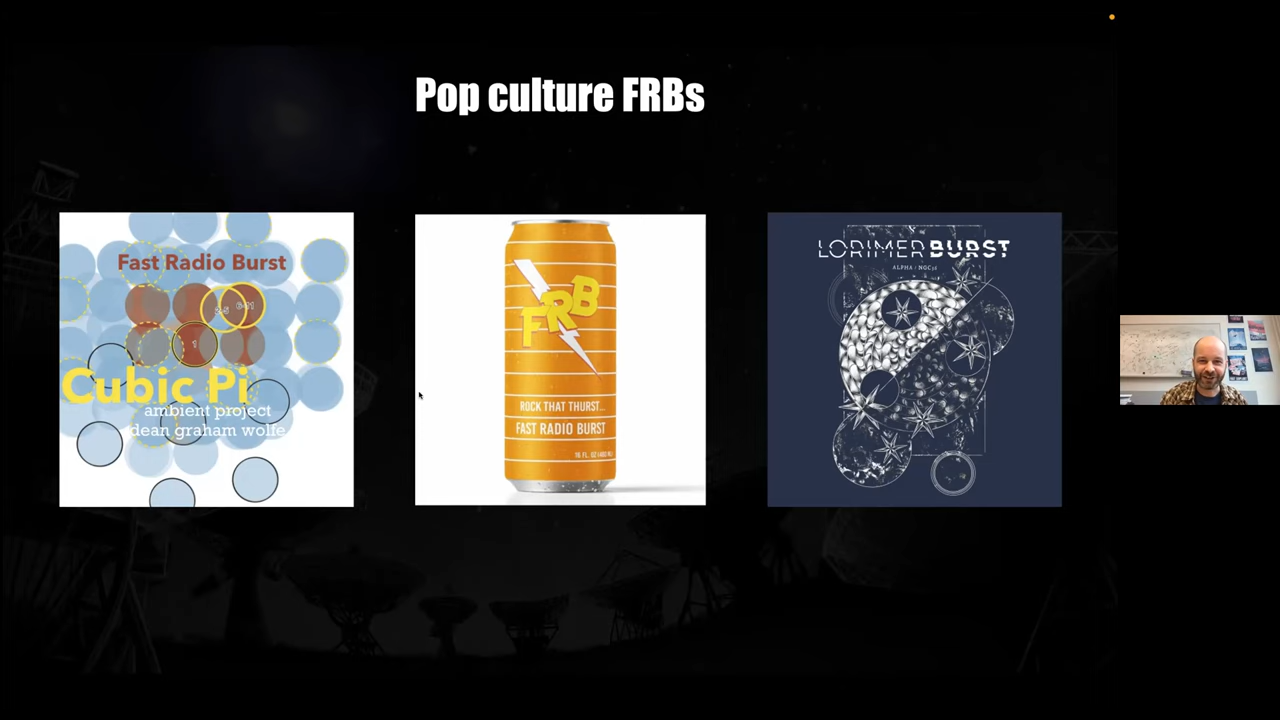 Pop culture FRBs
Fast Radio Burst
1
Cubic Pi
ambient project
dean graham wolfe
FRB
ROCK THAT THURST...
FAST RADIO BURST
LORIMER BURST